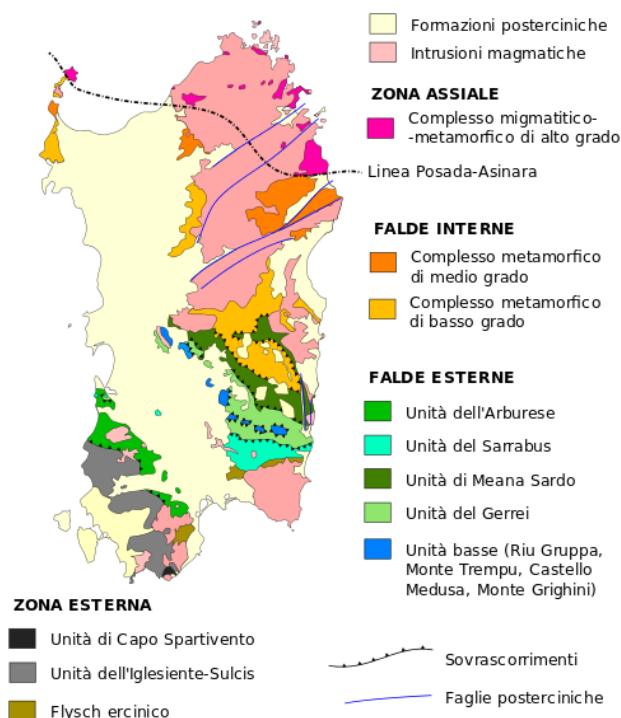 Formazioni posterciniche
Intrusioni magmatiche
ZONA ASSIALE
Complesso migmatitico-
-metamorfico di alto grado
Linea Posada-Asinara
FALDE INTERNE
Complesso metamorfico
di medio grado
Complesso metamorfico
di basso grado
FALDE ESTERNE
Unità dell'Arburese
Unità del Sarrabus
Unità di Meana Sardo
Unità del Gerrei
Unità basse (Riu Gruppa,
Monte Trempu, Castello
Medusa, Monte Grighini)
ZONA ESTERNA
Unità di Capo Spartivento
Unità dell'Iglesiente-Sulcis
Flysch ercinico
Sovrascorrimenti
Faglie posterciniche